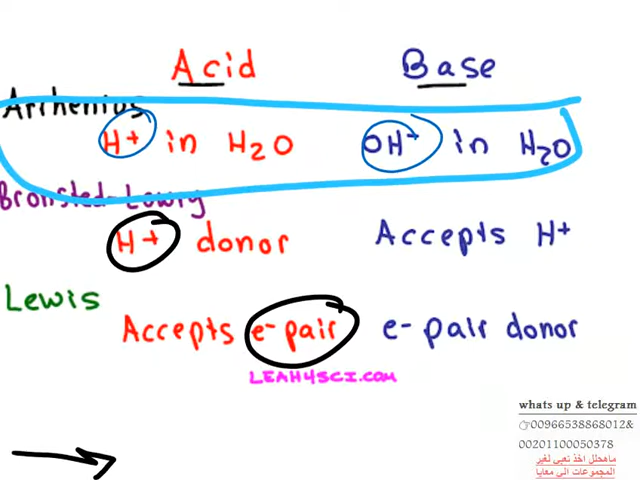 Acid Base
Arrhenius
H+ in H2O OH- in H2O
Bronsted-Lowry
H+ donor Accepts H+
Lewis
Accepts e- pair e- pair donor
LEAH4SCI.COM
whats up & telegram
00966538868012&
00201100050378
ماهحلل اخذ نعبى لغير
المجموعات الى معايا